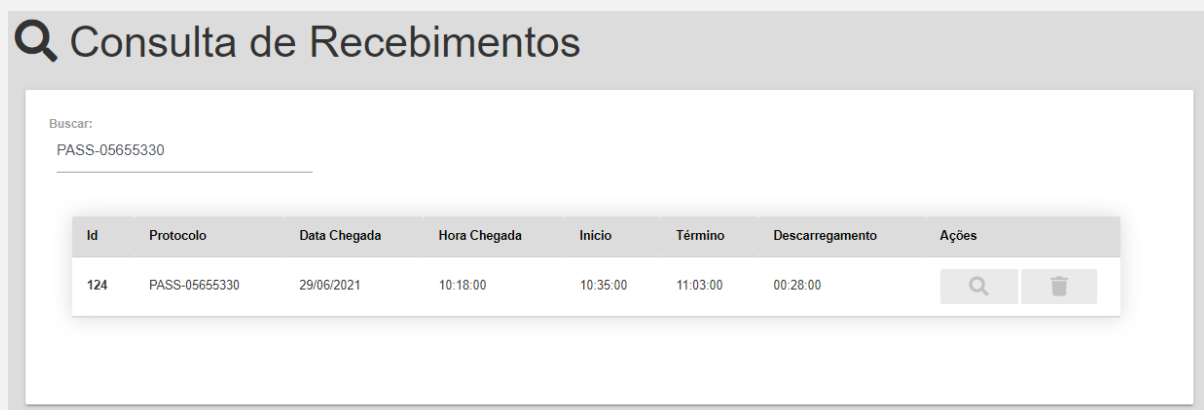 Consulta de Recebimentos
Buscar:
PASS-05655330
Id Protocolo Data Chegada Hora Chegada Início Término Descarregamento Ações
124 PASS-05655330 29/06/2021 10:18:00 10:35:00 11:03:00 00:28:00